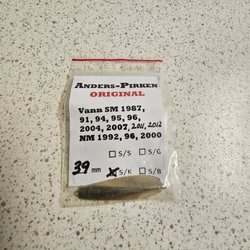 ANDERS-PIRKEN
ORIGINAL
Vann SM 1987,
91, 94, 95, 96,
2004, 2007, 2011, 2012
NM 1992, 96, 2000
S/S S/G
39 mm S/K S/B